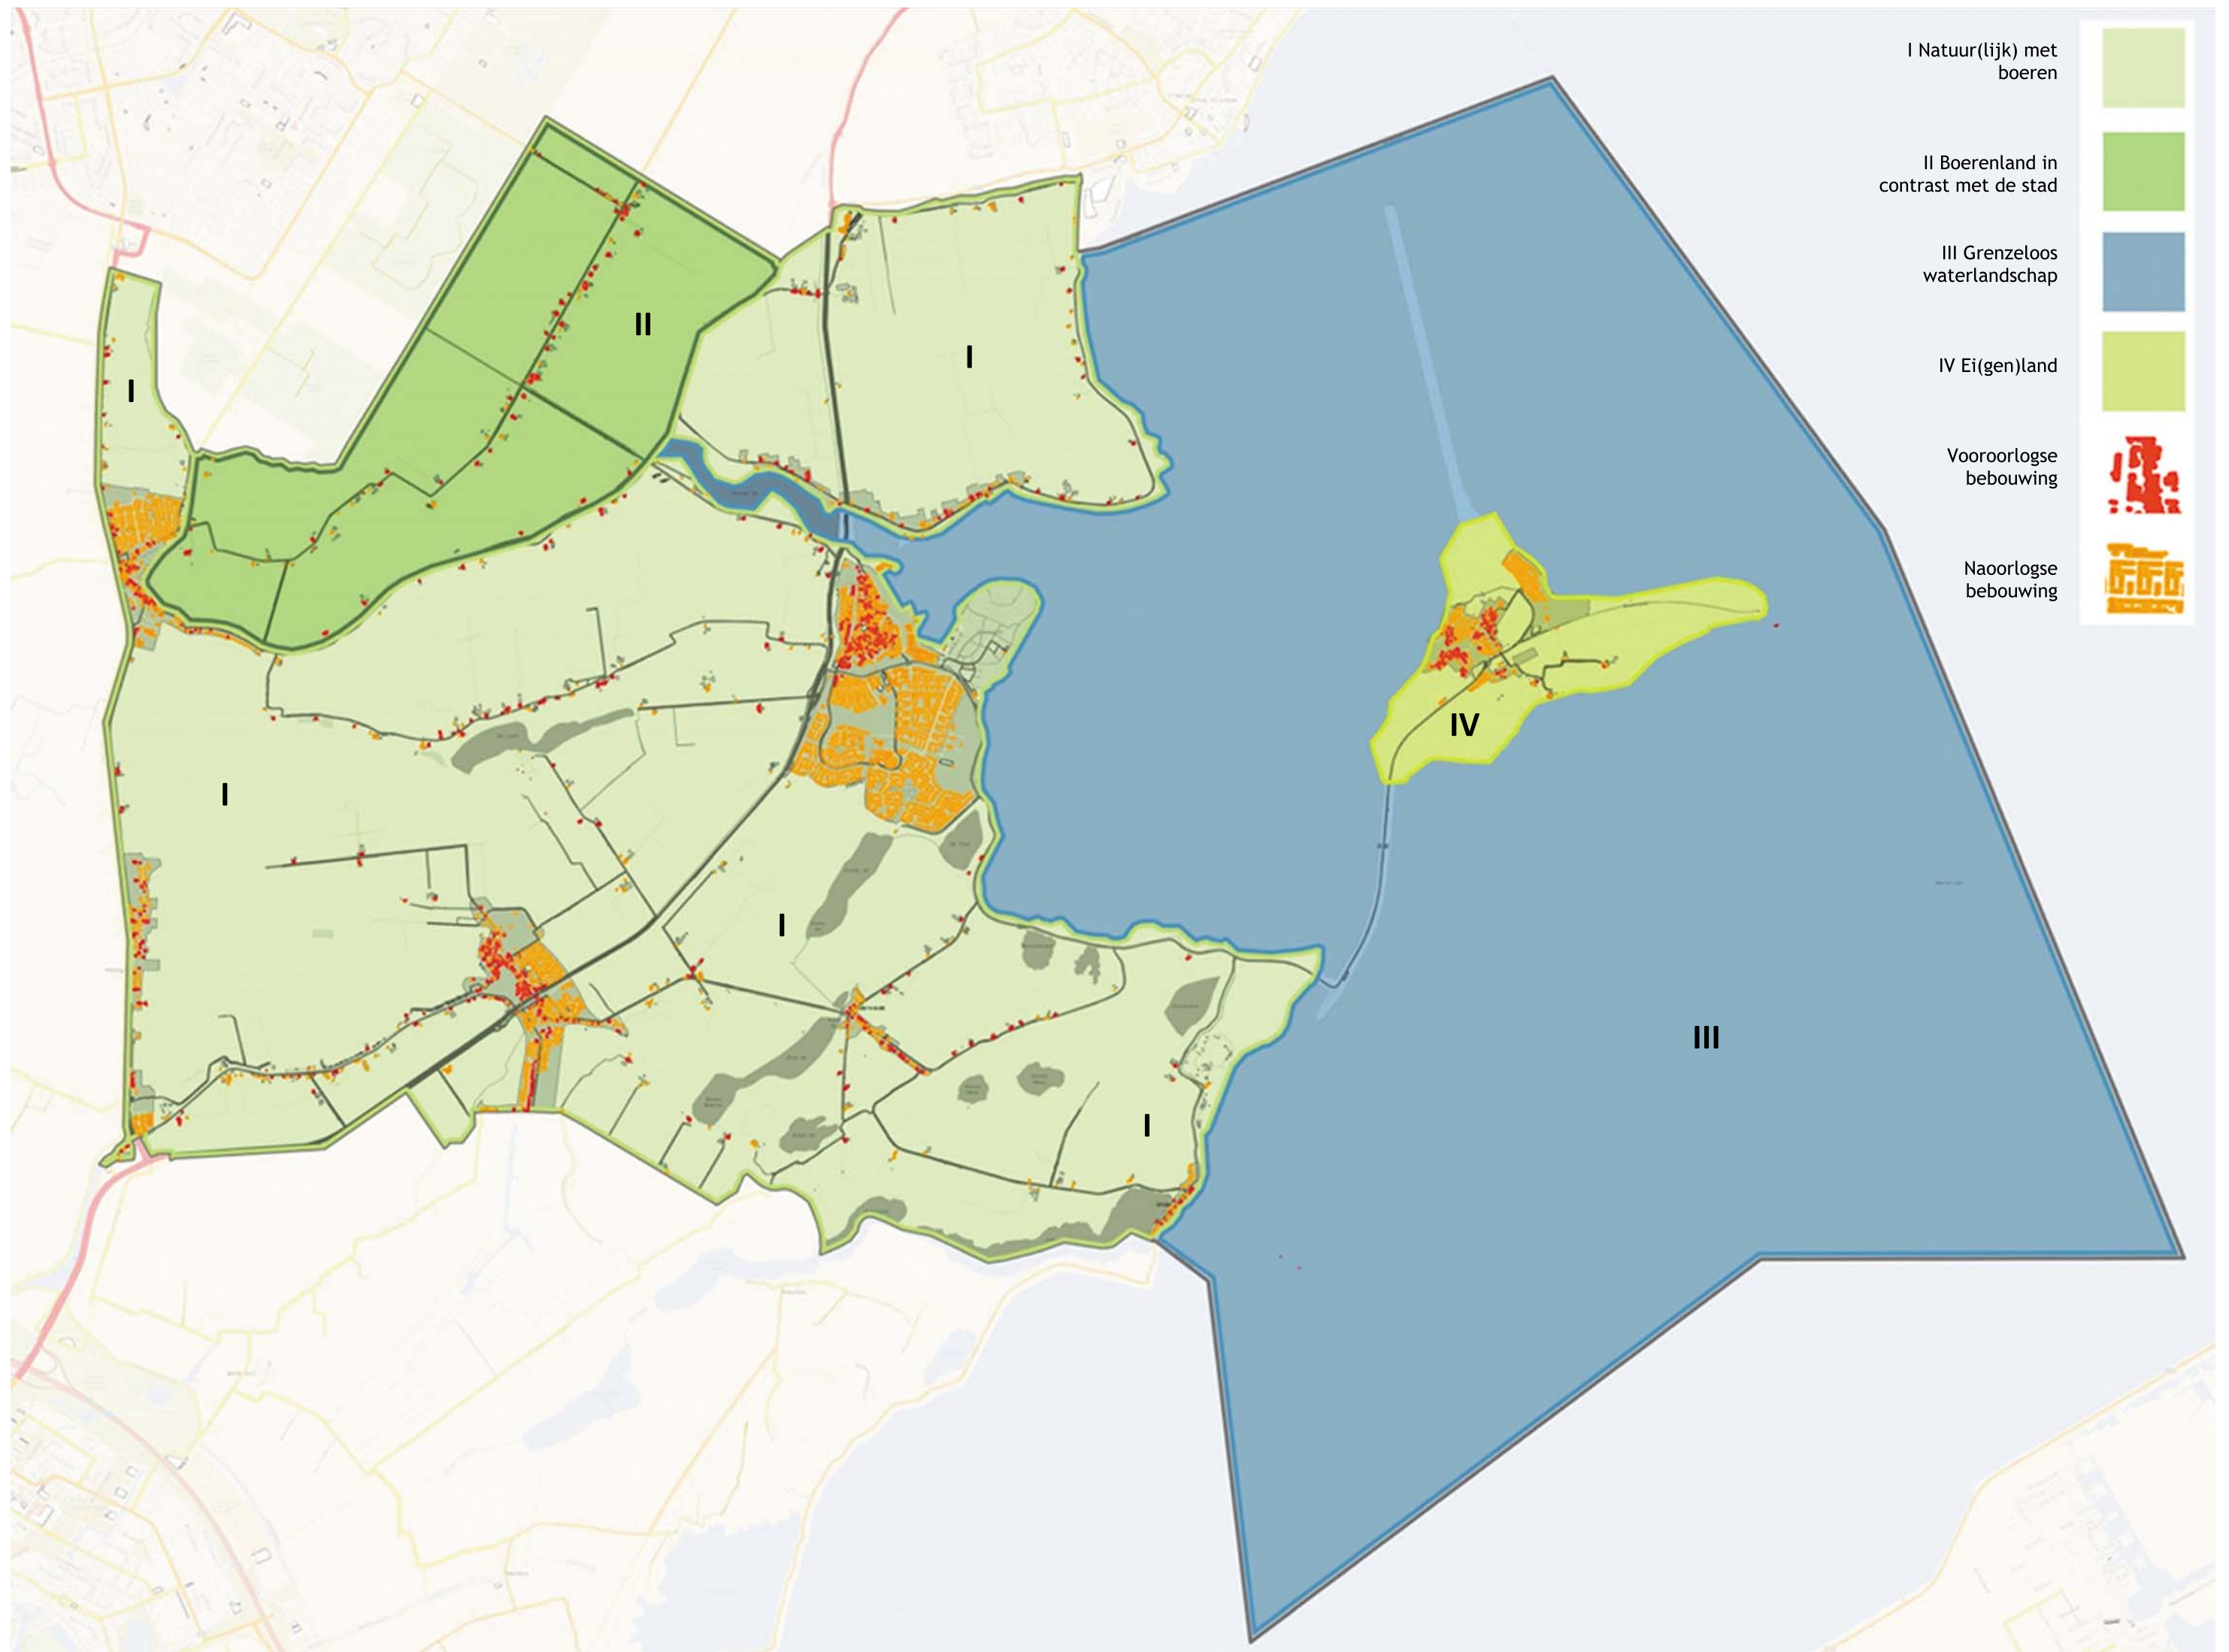 I Natuur(lijk) met
boeren
II Boerenland in
contrast met de stad
III Grenzeloos
waterlandschap
IV Ei(gen)land
Vooroorlogse
bebouwing
Naoorlogse
bebouwing
II
I
I
IV
I
I
III
I